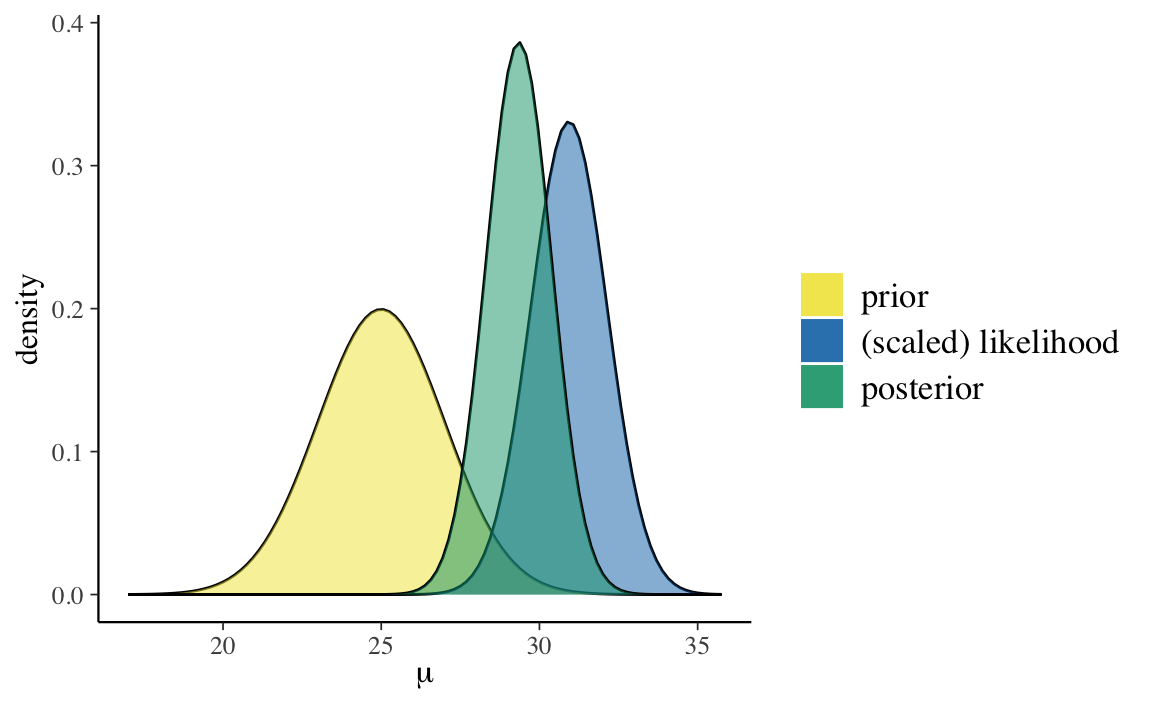 0.4
0.3
0.2
0.1
0.0
density
20 25 30 35
μ
prior
(scaled) likelihood
posterior